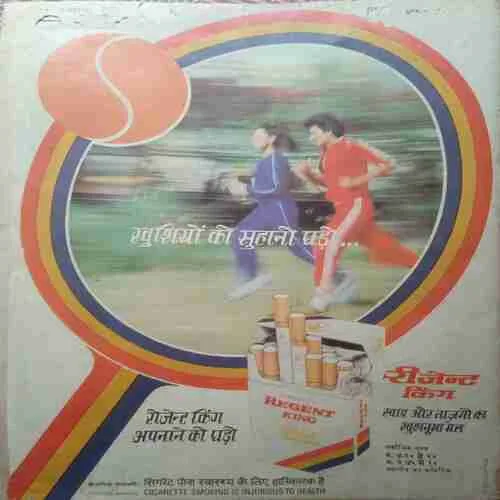 खुशियों की सुहानी घड़ी ...
REGENT
KING
रीजेन्ट
किंग
स्वाद और ताज़गी का
खुशनुमा मेल
रीजेन्ट किंग
अपनाने की घड़ी
सिगरेट पीना स्वास्थ्य के लिए हानिकारक है
CIGARETTE SMOKING IS INJURIOUS TO HEALTH